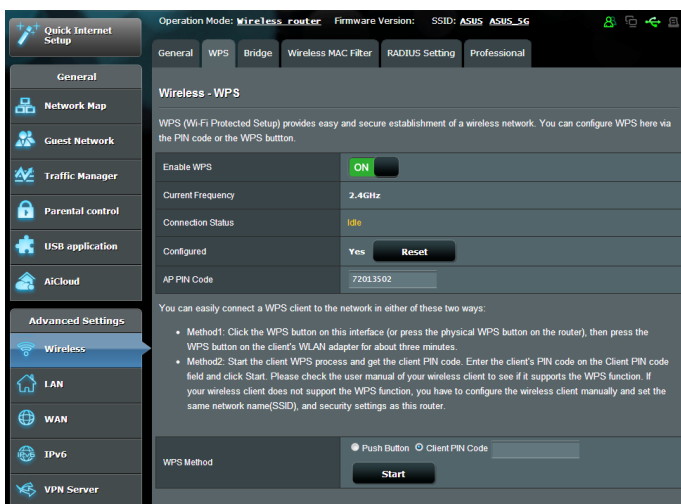 Quick Internet
Setup
Operation Mode: Wireless router Firmware Version: SSID: ASUS ASUS_5G
General WPS Bridge Wireless MAC Filter RADIUS Setting Professional
General
Network Map
Guest Network
Traffic Manager
Parental control
USB application
AiCloud
Advanced Settings
Wireless
LAN
WAN
IPv6
VPN Server
Wireless - WPS
WPS (Wi-Fi Protected Setup) provides easy and secure establishment of a wireless network. You can configure WPS here via
the PIN code or the WPS buttton.
Enable WPS ON
Current Frequency 2.4GHz
Connection Status Idle
Configured Yes Reset
AP PIN Code 72013502
You can easily connect a WPS client to the network in either of these two ways:
• Method1: Click the WPS button on this interface (or press the physical WPS button on the router), then press the
WPS button on the client's WLAN adapter for about three minutes.
• Method2: Start the client WPS process and get the client PIN code. Enter the client's PIN code on the Client PIN code
field and click Start. Please check the user manual of your wireless client to see if it supports the WPS function. If
your wireless client does not support the WPS function, you have to configure the wireless client manually and set the
same network name(SSID), and security settings as this router.
WPS Method Push Button Client PIN Code
Start